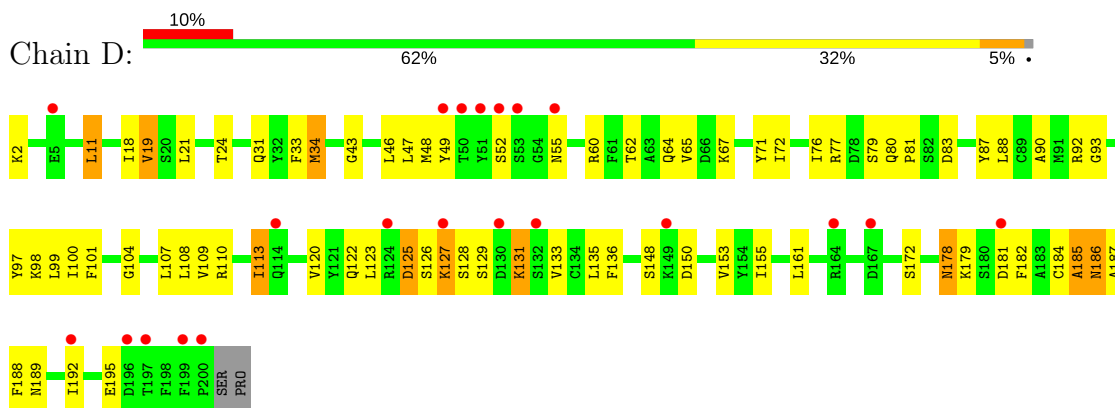 10%
Chain D:
62% 32% 5% •
K2 E5 L11 I18 V19 S20 L21 T24 Q31 Y32 F33 M34 G43 L46 L47 M48 Y49 T50 Y51 S52 S53 G54 N55 R60 F61 T62 A63 Q64 V65 D66 K67 Y71 I72 I76 R77 D78 S79 Q80 P81 S82 D83 Y87 L88 C89 A90 M91 R92 G93
Y97 K98 L99 I100 F101 G104 L107 L108 V109 R110 I113 Q114 V120 Y121 Q122 L123 R124 D125 S126 K127 S128 S129 D130 K131 S132 V133 C134 L135 F136 S148 K149 D150 V153 Y154 I155 L161 R164 D167 S172 N178 K179 S180 D181 F182 A183 C184 A185 N186 A187
F188 N189 I192 E195 D196 T197 F198 F199 P200 SER PRO